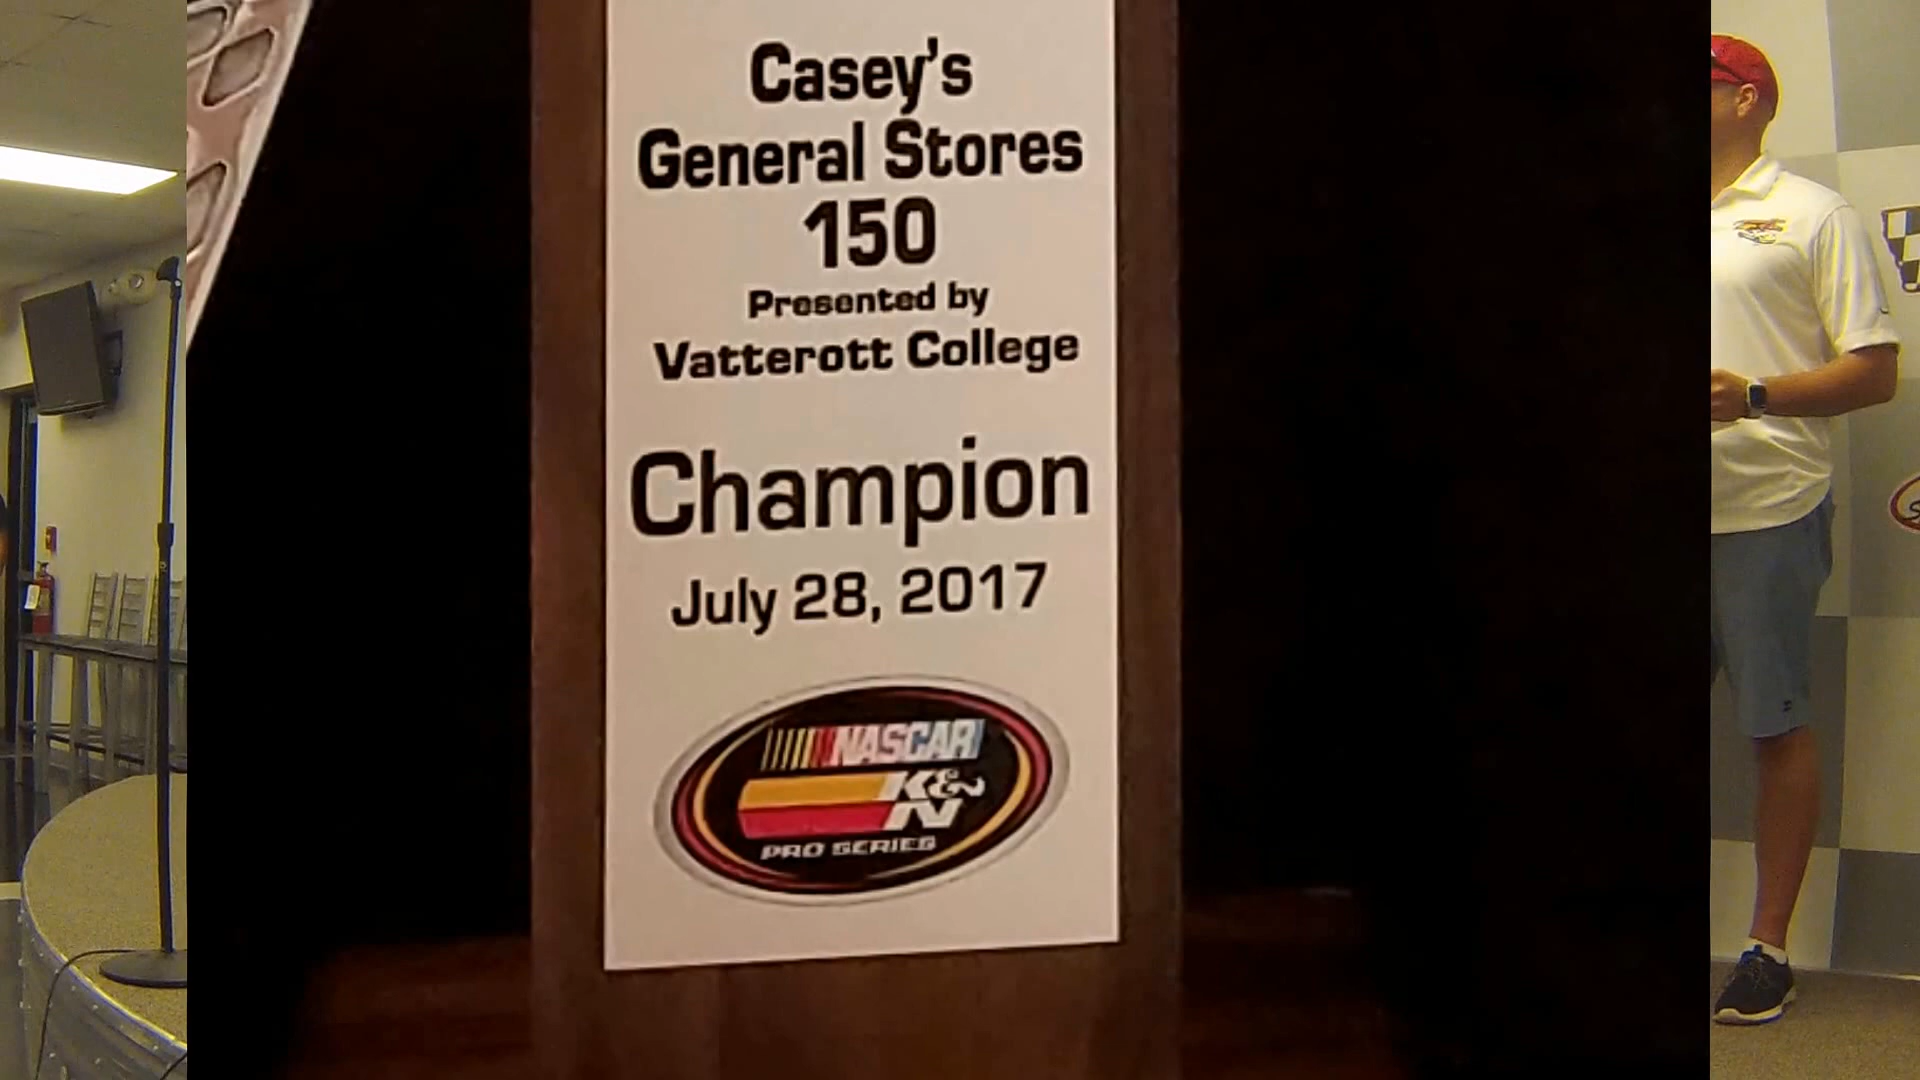 Casey's
General Stores
150
Presented by
Vatterott College
Champion
July 28, 2017
NASCAR
K&N
PRO SERIES